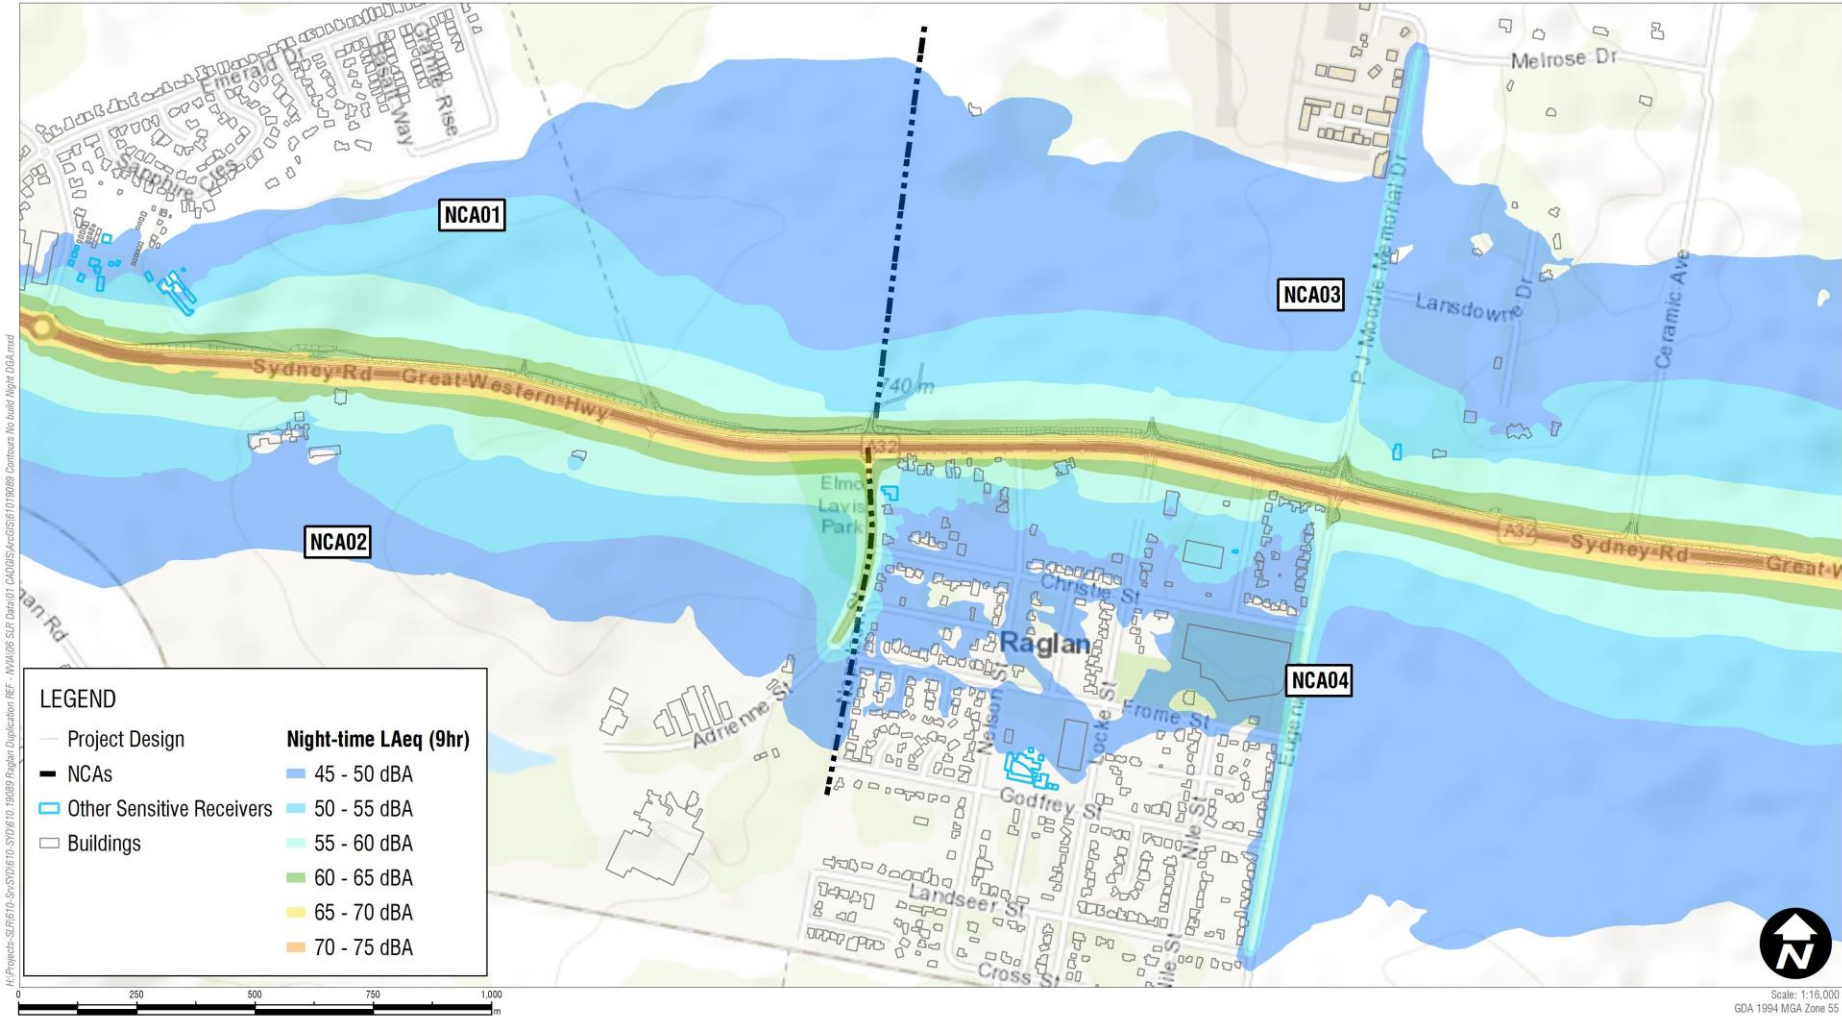 Emerald Dr
Basalt Way
Granite Rise
Sapphire Cres
Melrose Dr
NCA01
NCA03
P J Moodie Memorial Dr
Lansdowne Dr
Ceramic Ave
Sydney Rd
Great Western Hwy
740 m
A32
Elmo
Lavis
Park
NCA02
A32
Sydney Rd
Great W
Christie St
Raglan
NCA04
Nelson St
Locke St
Frome St
Adrienne St
Godfrey St
Nile St
Landseer St
Cross St
Nile St
LEGEND
Project Design
NCAs
Other Sensitive Receivers
Buildings
Night-time LAeq (9hr)
45 - 50 dBA
50 - 55 dBA
55 - 60 dBA
60 - 65 dBA
65 - 70 dBA
70 - 75 dBA
N
0 250 500 750 1,000
m
Scale: 1:16,000
GDA 1994 MGA Zone 55